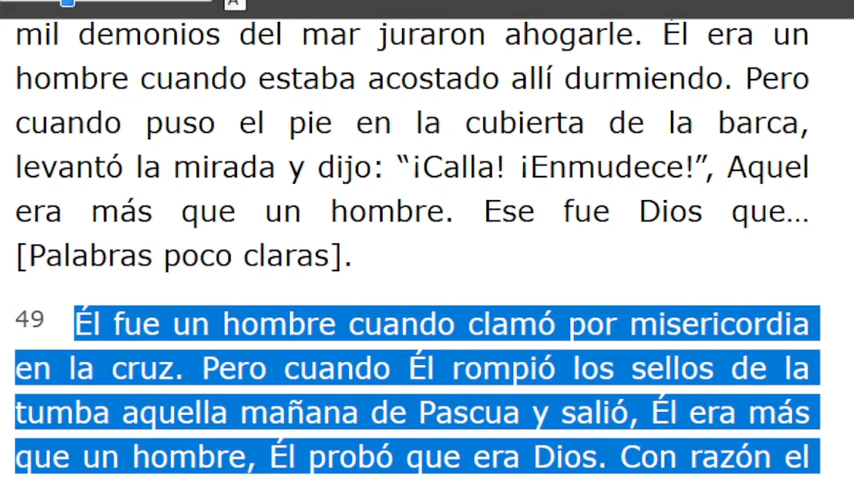 A
mil demonios del mar juraron ahogarle. Él era un
hombre cuando estaba acostado allí durmiendo. Pero
cuando puso el pie en la cubierta de la barca,
levantó la mirada y dijo: “¡Calla! ¡Enmudece!”, Aquel
era más que un hombre. Ese fue Dios que…
[Palabras poco claras].
49 Él fue un hombre cuando clamó por misericordia
en la cruz. Pero cuando Él rompió los sellos de la
tumba aquella mañana de Pascua y salió, Él era más
que un hombre, Él probó que era Dios. Con razón el